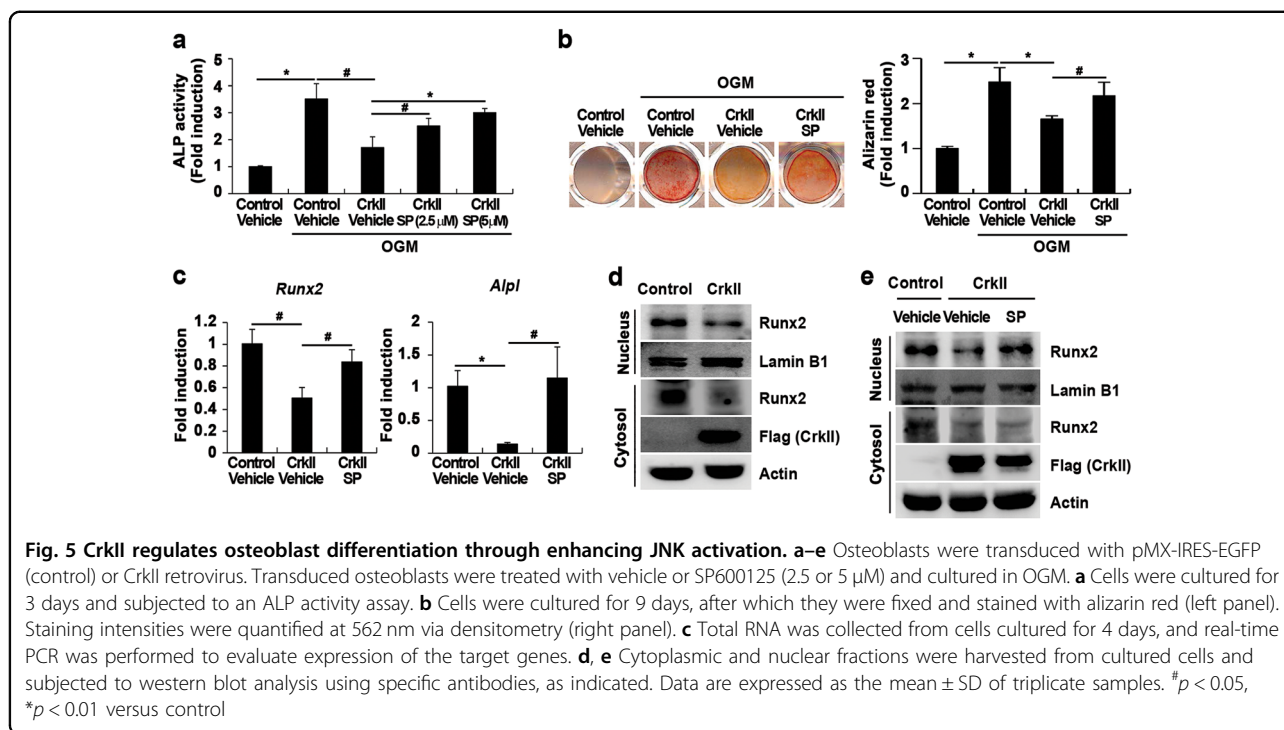 a
ALP activity
(Fold induction)
5
4
3
2
1
0
*
#
#
*
Control
Vehicle
Control
Vehicle
CrkII
Vehicle
CrkII
SP (2.5 μM)
CrkII
SP(5μM)
OGM
b
OGM
Control
Vehicle
Control
Vehicle
CrkII
Vehicle
CrkII
SP
Alizarin red
(Fold induction)
3
2
1
0
*
*
#
Control
Vehicle
Control
Vehicle
CrkII
Vehicle
CrkII
SP
OGM
c
Runx2
Fold induction
1.2
1
0.8
0.6
0.4
0.2
0
#
#
Control
Vehicle
CrkII
Vehicle
CrkII
SP
Alpl
Fold induction
2
1.5
1
0.5
0
*
#
Control
Vehicle
CrkII
Vehicle
CrkII
SP
d
Control CrkII
Nucleus
Runx2
Lamin B1
Cytosol
Runx2
Flag (CrkII)
Actin
e
Control CrkII
Vehicle Vehicle SP
Nucleus
Runx2
Lamin B1
Cytosol
Runx2
Flag (CrkII)
Actin
Fig. 5 CrkII regulates osteoblast differentiation through enhancing JNK activation. a–e Osteoblasts were transduced with pMX-IRES-EGFP
(control) or CrkII retrovirus. Transduced osteoblasts were treated with vehicle or SP600125 (2.5 or 5 μM) and cultured in OGM. a Cells were cultured for
3 days and subjected to an ALP activity assay. b Cells were cultured for 9 days, after which they were fixed and stained with alizarin red (left panel).
Staining intensities were quantified at 562 nm via densitometry (right panel). c Total RNA was collected from cells cultured for 4 days, and real-time
PCR was performed to evaluate expression of the target genes. d, e Cytoplasmic and nuclear fractions were harvested from cultured cells and
subjected to western blot analysis using specific antibodies, as indicated. Data are expressed as the mean ± SD of triplicate samples. #p < 0.05,
*p < 0.01 versus control